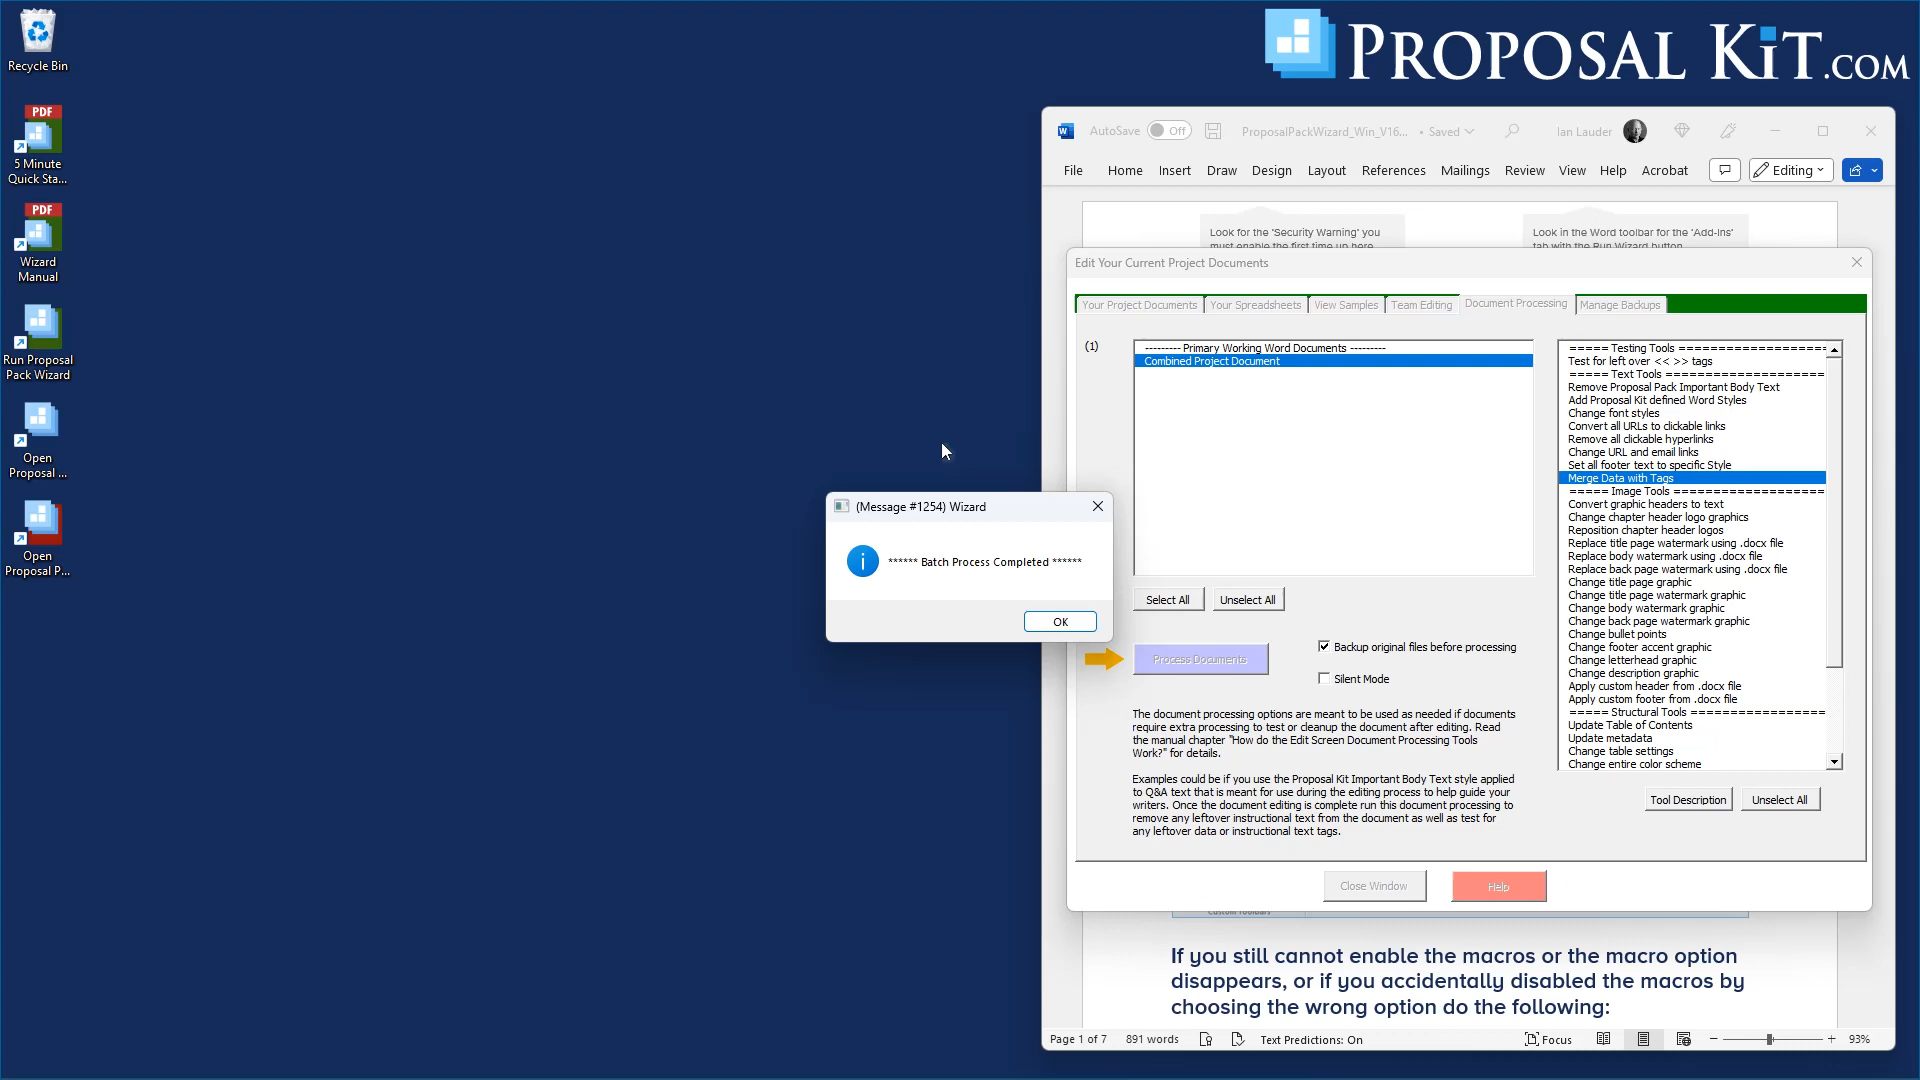 Recycle Bin
PDF
5 Minute
Quick Sta...
PDF
Wizard
Manual
Run Proposal
Pack Wizard
Open
Proposal ...
Open
Proposal P...
PROPOSAL KIT.COM
AutoSave Off ProposalPackWizard_Win_V16... • Saved Ian Lauder
File Home Insert Draw Design Layout References Mailings Review View Help Acrobat Editing
Look for the 'Security Warning' you
must enable the first time up here
Look in the Word toolbar for the 'Add-Ins'
tab with the Run Wizard button
Edit Your Current Project Documents
Your Project Documents Your Spreadsheets View Samples Team Editing Document Processing Manage Backups
(1)
--------- Primary Working Word Documents ---------
Combined Project Document
===== Testing Tools ====================
Test for left over << >> tags
===== Text Tools =====================
Remove Proposal Pack Important Body Text
Add Proposal Kit defined Word Styles
Change font styles
Convert all URLs to clickable links
Remove all clickable hyperlinks
Change URL and email links
Set all footer text to specific Style
Merge Data with Tags
===== Image Tools ====================
Convert graphic headers to text
Change chapter header logo graphics
Reposition chapter header logos
Replace title page watermark using .docx file
Replace body watermark using .docx file
Replace back page watermark using .docx file
Change title page graphic
Change title page watermark graphic
Change body watermark graphic
Change back page watermark graphic
Change bullet points
Change footer accent graphic
Change letterhead graphic
Change description graphic
Apply custom header from .docx file
Apply custom footer from .docx file
===== Structural Tools ==================
Update Table of Contents
Update metadata
Change table settings
Change entire color scheme
Tool Description Unselect All
(Message #1254) Wizard
****** Batch Process Completed ******
OK
Select All Unselect All
Process Documents
Backup original files before processing
Silent Mode
The document processing options are meant to be used as needed if documents
require extra processing to test or cleanup the document after editing. Read
the manual chapter "How do the Edit Screen Document Processing Tools
Work?" for details.
Examples could be if you use the Proposal Kit Important Body Text style applied
to Q&A text that is meant for use during the editing process to help guide your
writers. Once the document editing is complete run this document processing to
remove any leftover instructional text from the document as well as test for
any leftover data or instructional text tags.
Close Window Help
Custom Toolbars
If you still cannot enable the macros or the macro option
disappears, or if you accidentally disabled the macros by
choosing the wrong option do the following:
Page 1 of 7 891 words Text Predictions: On Focus 93%